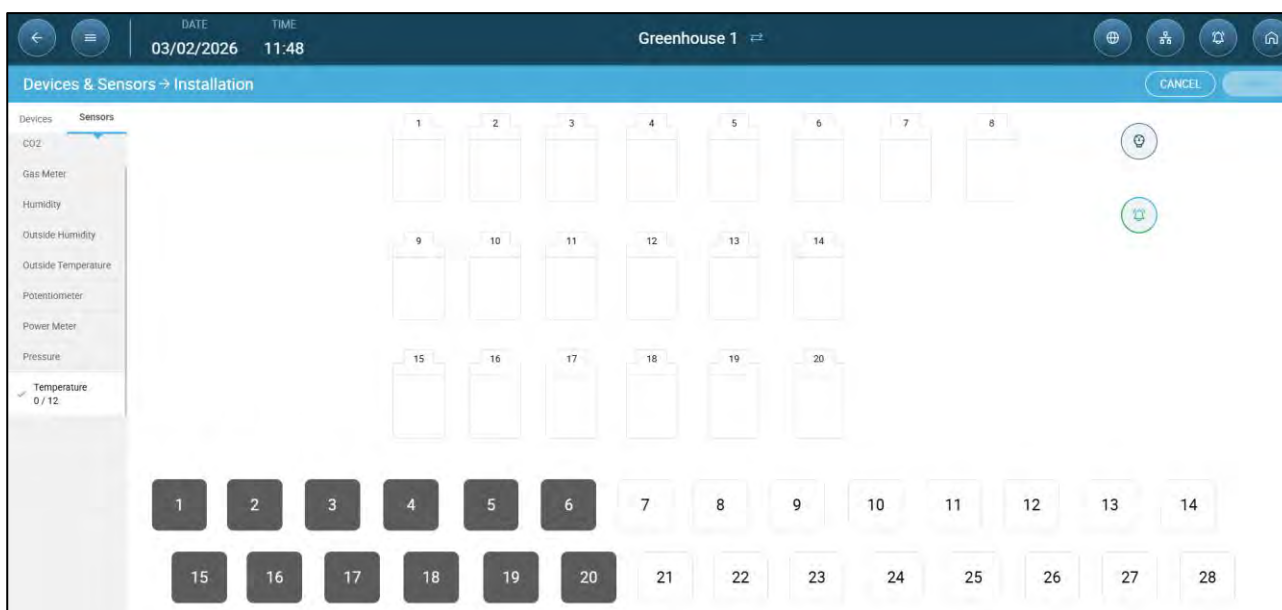 DATE TIME
03/02/2026 11:48
Greenhouse 1
Devices & Sensors → Installation
CANCEL
Devices Sensors
CO2
Gas Meter
Humidity
Outside Humidity
Outside Temperature
Potentiometer
Power Meter
Pressure
Temperature
0 / 12
1 2 3 4 5 6 7 8
9 10 11 12 13 14
15 16 17 18 19 20
1 2 3 4 5 6 7 8 9 10 11 12 13 14
15 16 17 18 19 20 21 22 23 24 25 26 27 28